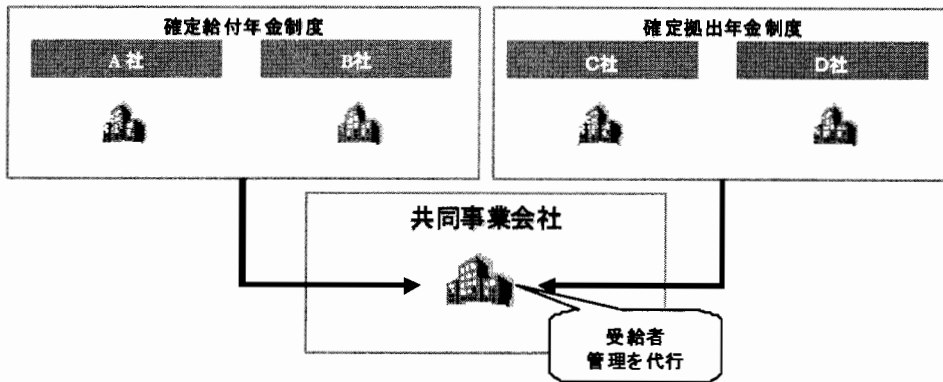 確定給付年金制度
A社
B社
確定拠出年金制度
C社
D社
共同事業会社
受給者
管理を代行